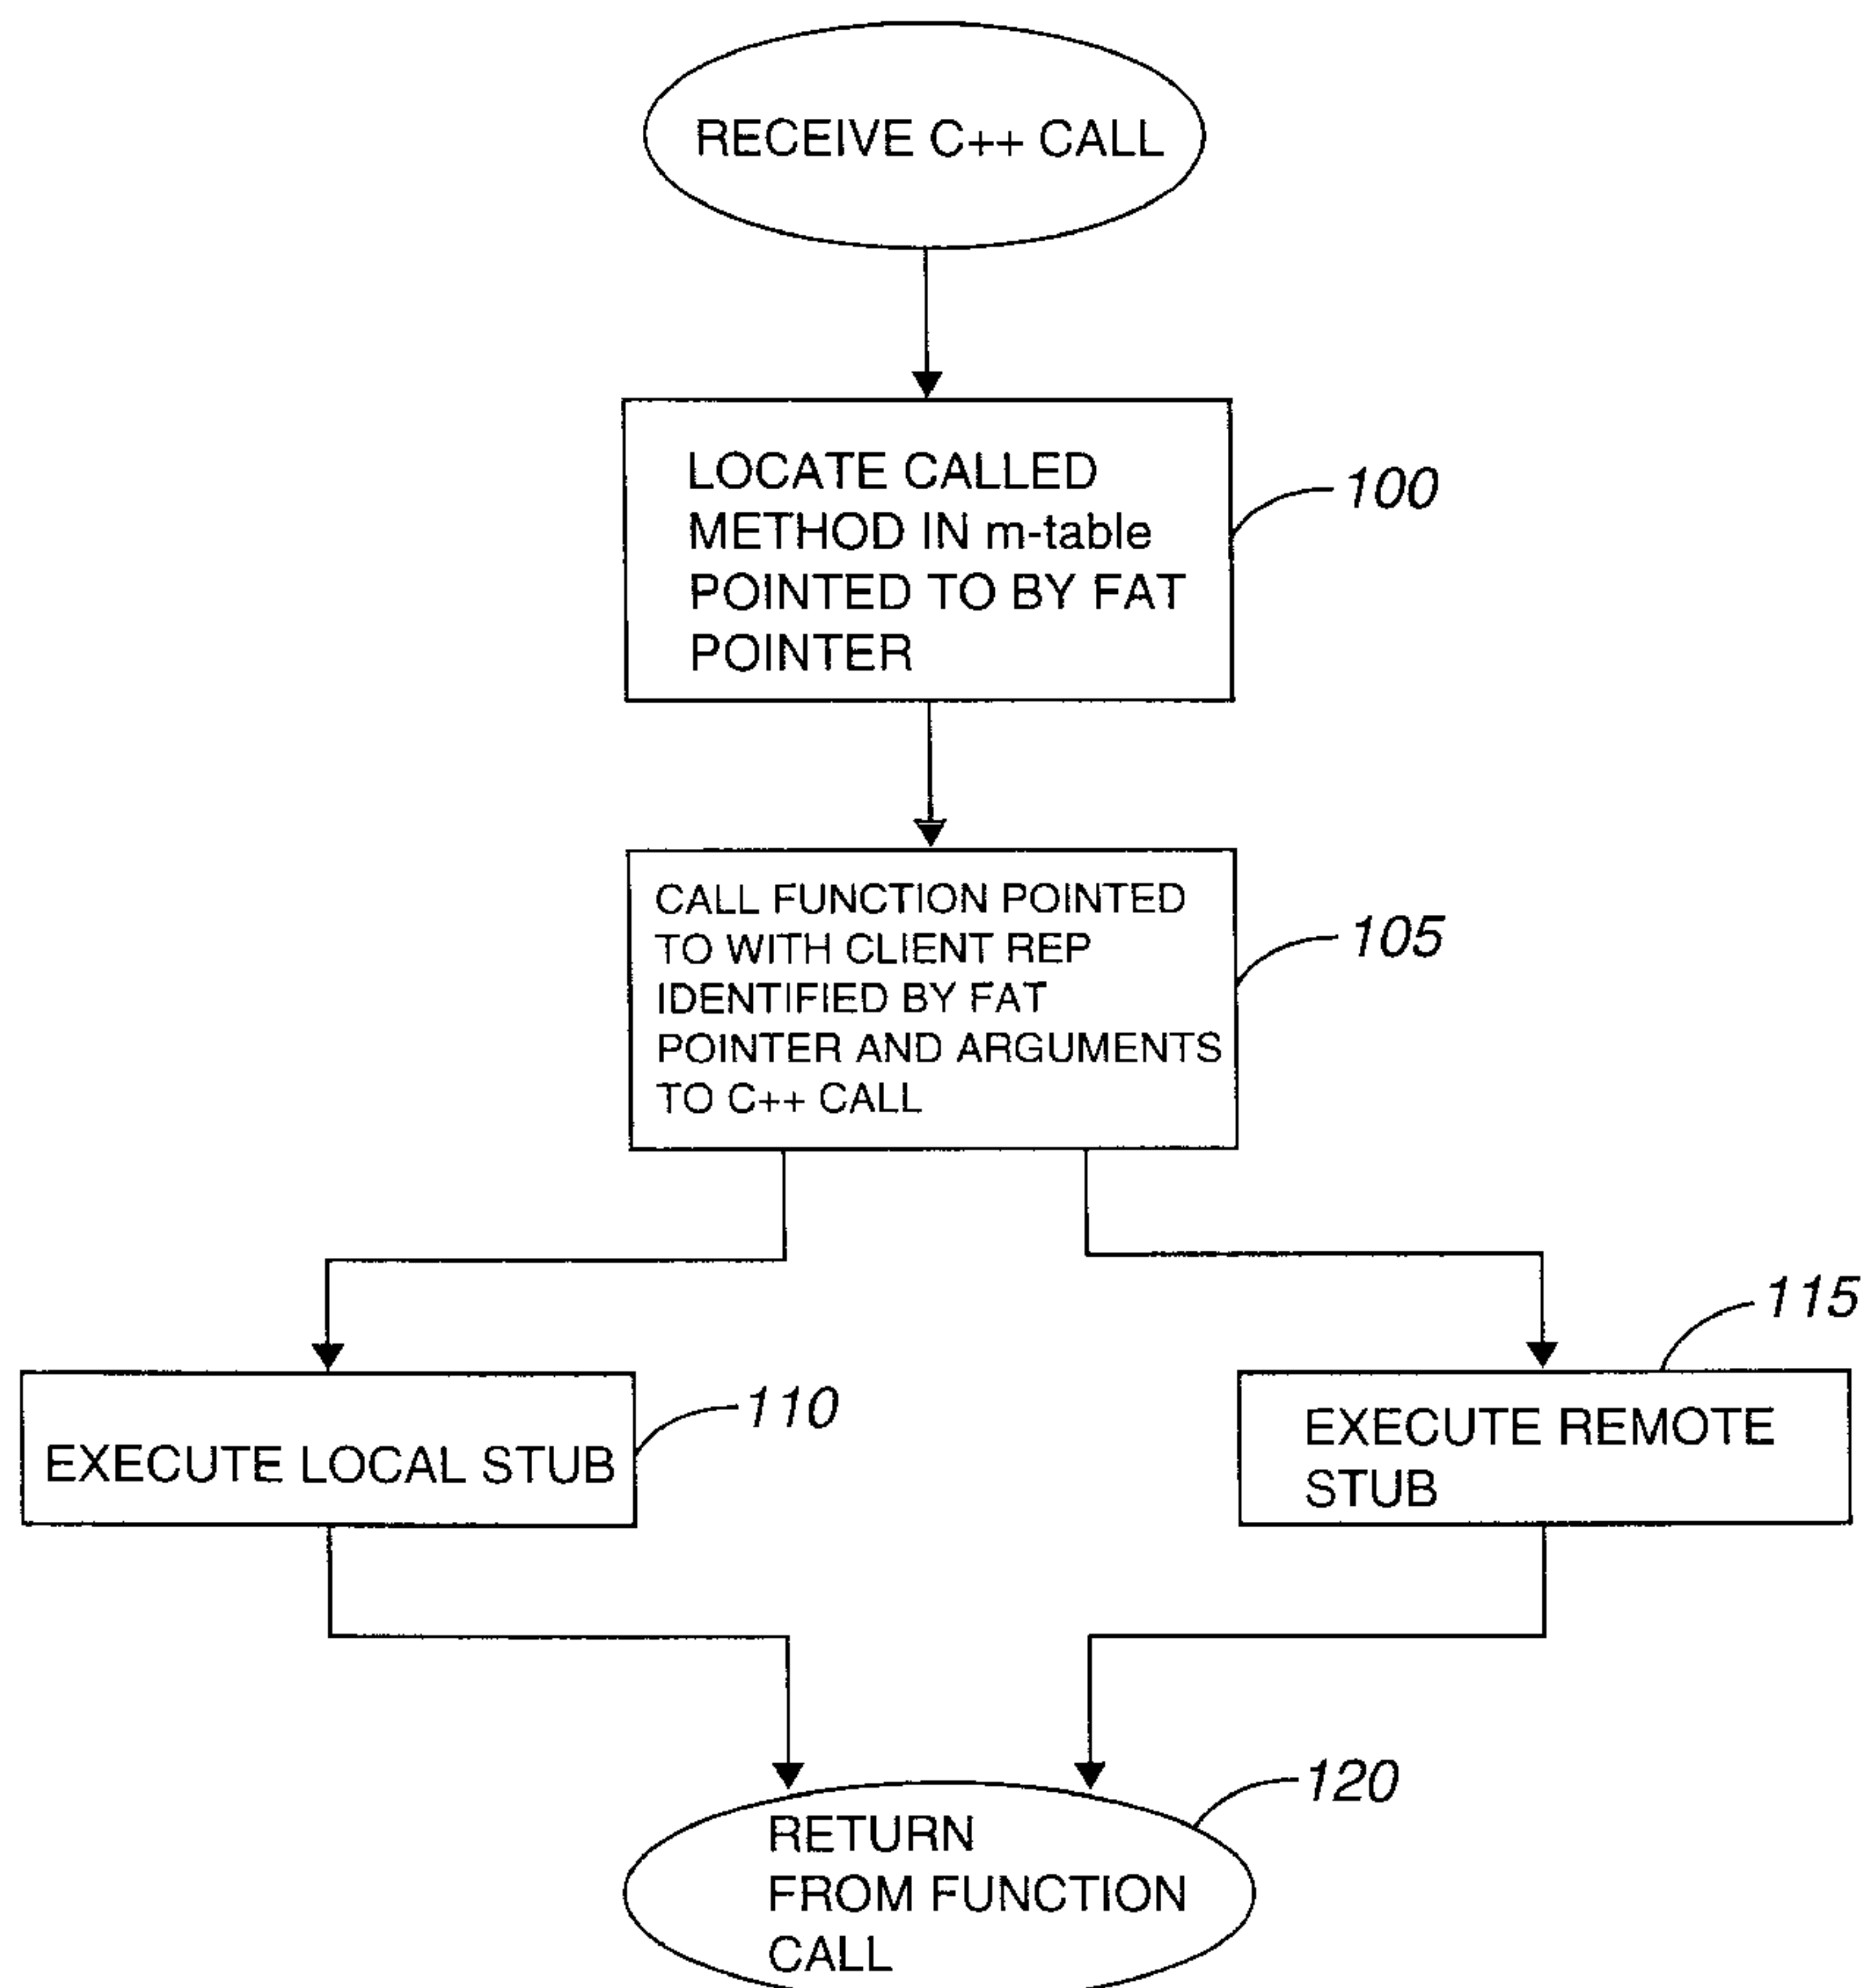 RECEIVE C++ CALL
LOCATE CALLED
METHOD IN m-table
POINTED TO BY FAT
POINTER
100
CALL FUNCTION POINTED
TO WITH CLIENT REP
IDENTIFIED BY FAT
POINTER AND ARGUMENTS
TO C++ CALL
105
EXECUTE LOCAL STUB
110
EXECUTE REMOTE
STUB
115
RETURN
FROM FUNCTION
CALL
120